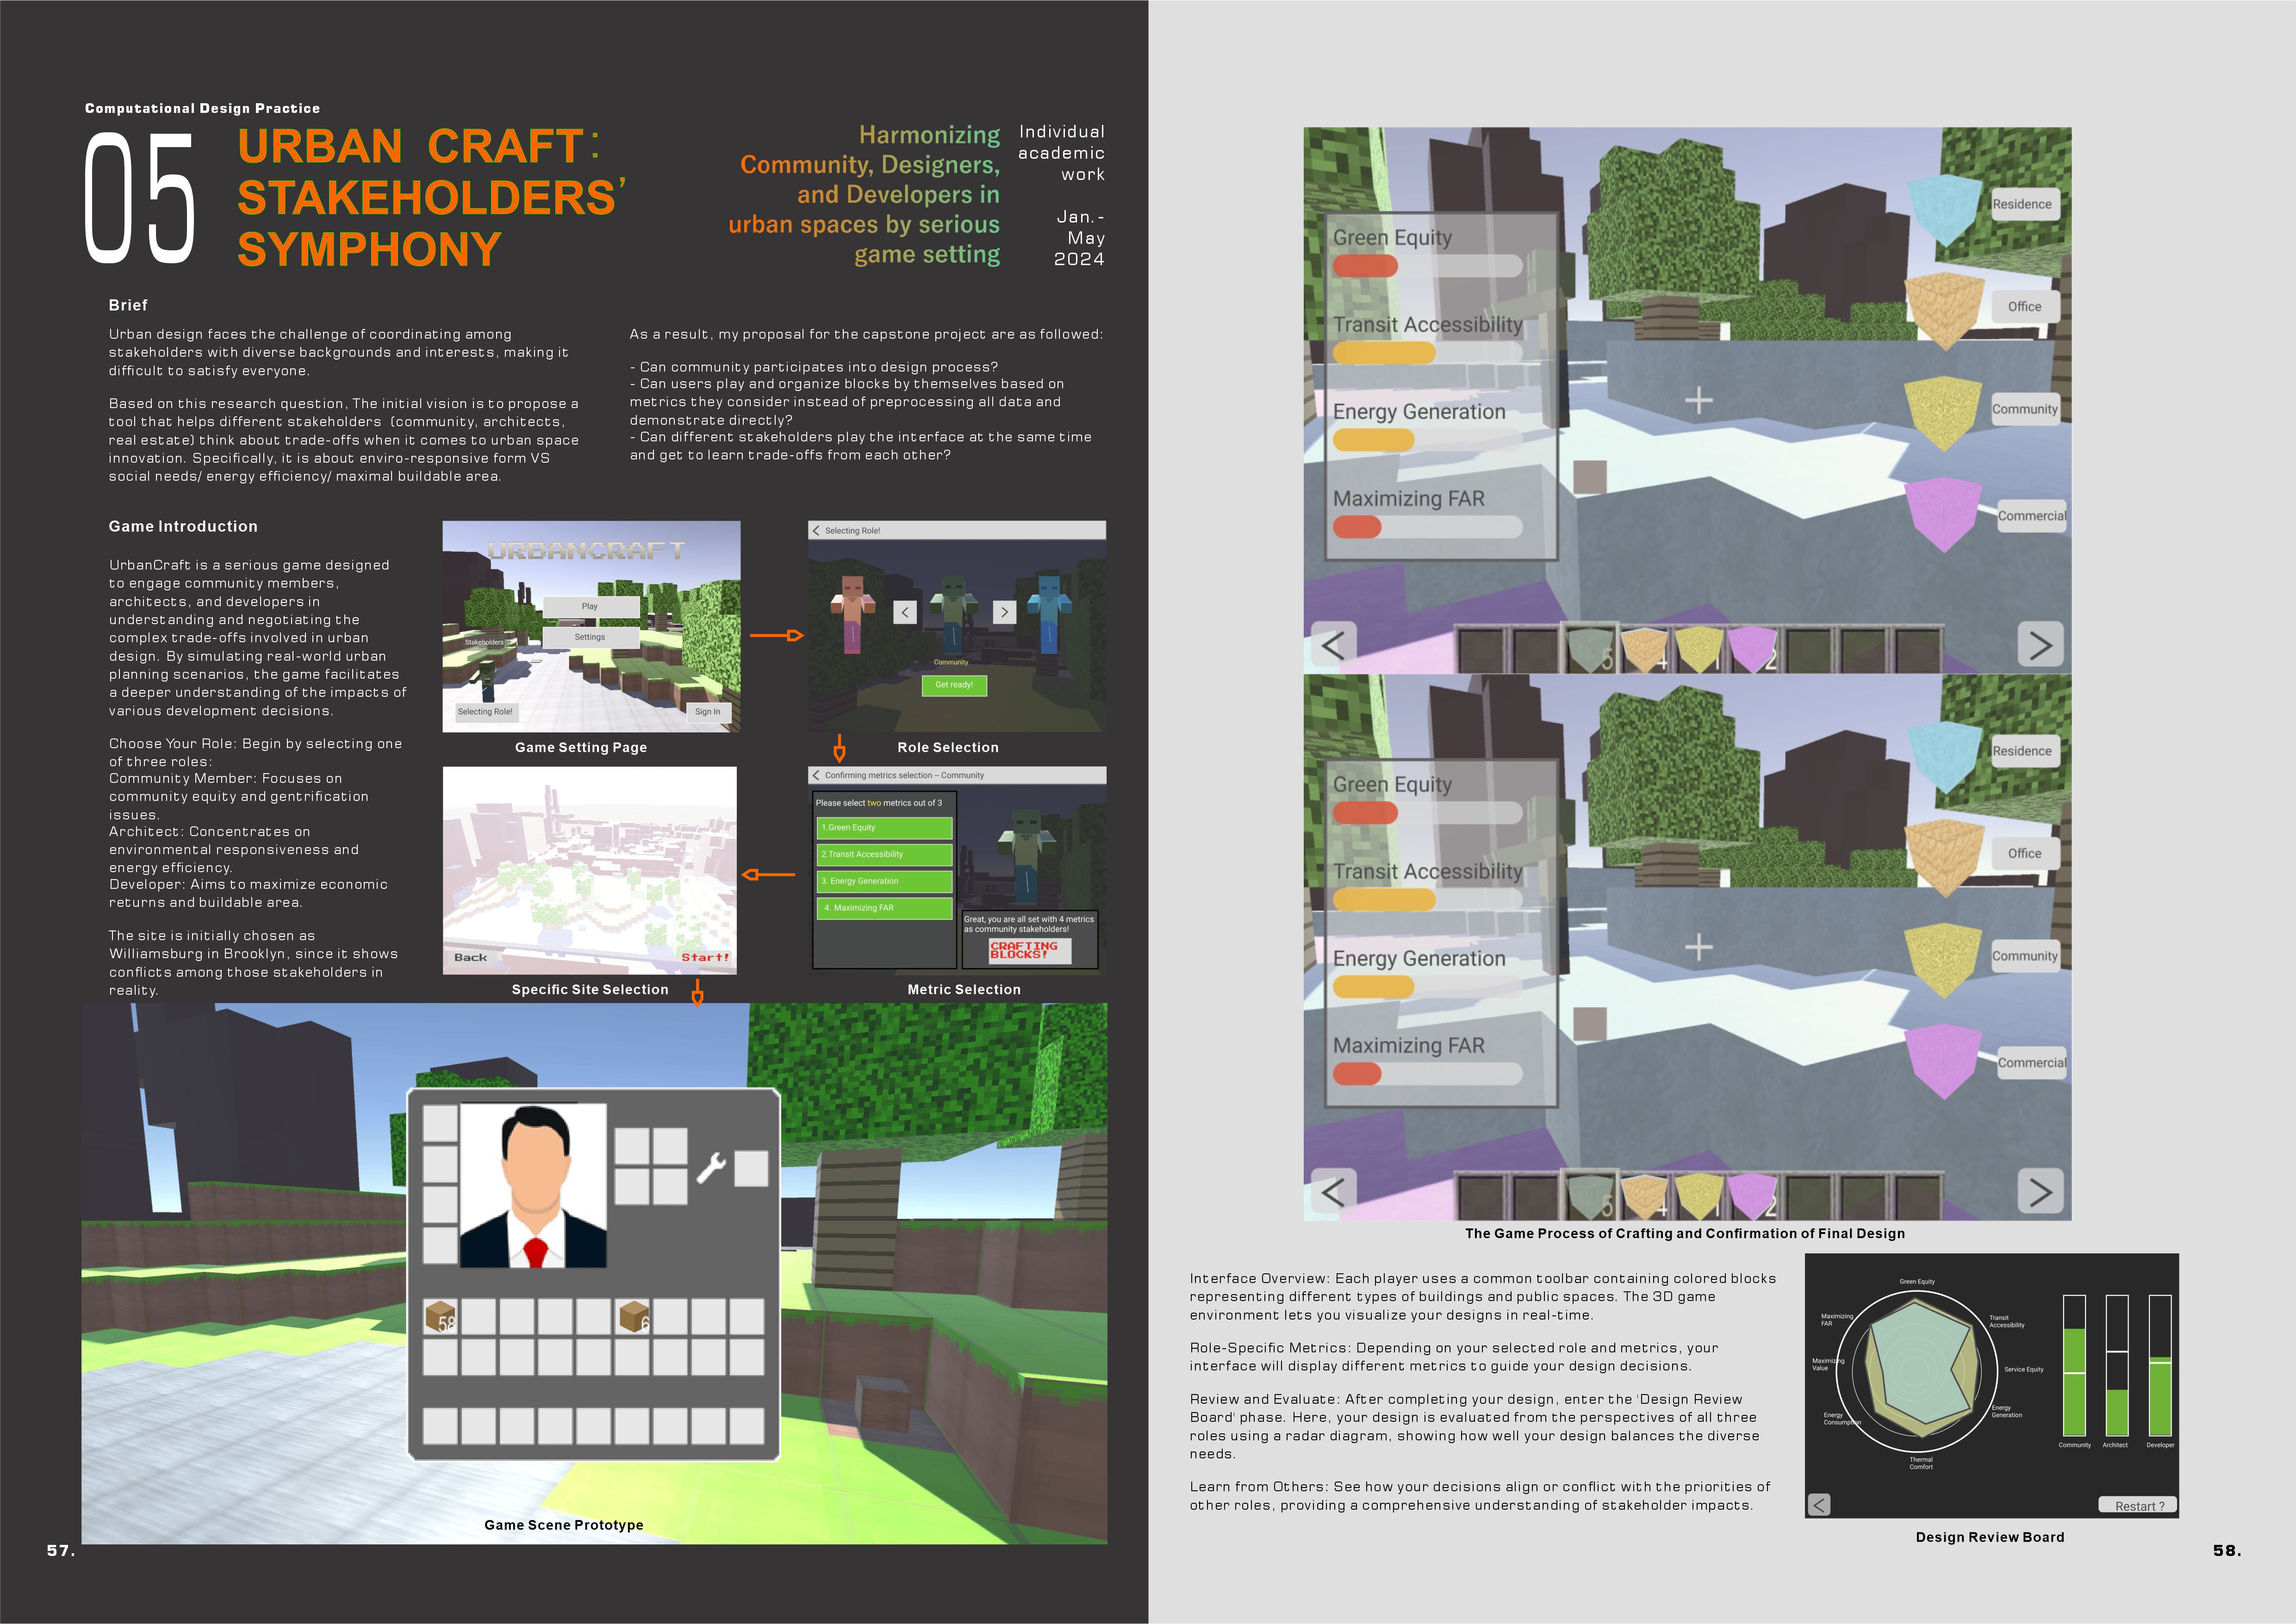 Computational Design Practice
05
URBAN CRAFT:
STAKEHOLDERS'
SYMPHONY
Harmonizing
Community, Designers,
and Developers in
urban spaces by serious
game setting
Individual
academic
work
Jan.-
May
2024
Brief
Urban design faces the challenge of coordinating among
stakeholders with diverse backgrounds and interests, making it
difficult to satisfy everyone.
Based on this research question, The initial vision is to propose a
tool that helps different stakeholders (community, architects,
real estate) think about trade-offs when it comes to urban space
innovation. Specifically, it is about enviro-responsive form VS
social needs/ energy efficiency/ maximal buildable area.
As a result, my proposal for the capstone project are as followed:
- Can community participates into design process?
- Can users play and organize blocks by themselves based on
metrics they consider instead of preprocessing all data and
demonstrate directly?
- Can different stakeholders play the interface at the same time
and get to learn trade-offs from each other?
Game Introduction
UrbanCraft is a serious game designed
to engage community members,
architects, and developers in
understanding and negotiating the
complex trade-offs involved in urban
design. By simulating real-world urban
planning scenarios, the game facilitates
a deeper understanding of the impacts of
various development decisions.
Choose Your Role: Begin by selecting one
of three roles:
Community Member: Focuses on
community equity and gentrification
issues.
Architect: Concentrates on
environmental responsiveness and
energy efficiency.
Developer: Aims to maximize economic
returns and buildable area.
The site is initially chosen as
Williamsburg in Brooklyn, since it shows
conflicts among those stakeholders in
reality.
URBANCRAFT
Play
Settings
Stakeholders
Selecting Role!
Sign In
Game Setting Page
Selecting Role!
<
>
Community
Get ready!
Role Selection
Confirming metrics selection – Community
Please select two metrics out of 3
1.Green Equity
2.Transit Accessibility
3. Energy Generation
4. Maximizing FAR
Great, you are all set with 4 metrics
as community stakeholders!
CRAFTING
BLOCKS!
Metric Selection
Back
Start!
Specific Site Selection
58
6
Game Scene Prototype
57.
Green Equity
Transit Accessibility
Energy Generation
Maximizing FAR
Residence
Office
Community
Commercial
5
4
1
2
Green Equity
Transit Accessibility
Energy Generation
Maximizing FAR
Residence
Office
Community
Commercial
5
4
1
2
The Game Process of Crafting and Confirmation of Final Design
Interface Overview: Each player uses a common toolbar containing colored blocks
representing different types of buildings and public spaces. The 3D game
environment lets you visualize your designs in real-time.
Role-Specific Metrics: Depending on your selected role and metrics, your
interface will display different metrics to guide your design decisions.
Review and Evaluate: After completing your design, enter the 'Design Review
Board' phase. Here, your design is evaluated from the perspectives of all three
roles using a radar diagram, showing how well your design balances the diverse
needs.
Learn from Others: See how your decisions align or conflict with the priorities of
other roles, providing a comprehensive understanding of stakeholder impacts.
Green Equity
Transit
Accessibility
Service Equity
Energy
Generation
Thermal
Comfort
Energy
Consumption
Maximizing
Value
Maximizing
FAR
Community
Architect
Developer
Restart ?
Design Review Board
58.